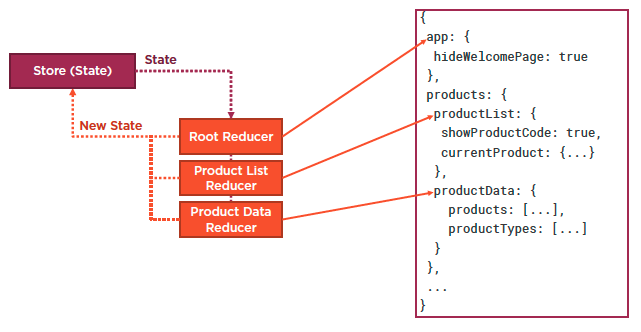 Store (State)
State
New State
Root Reducer
Product List
Reducer
Product Data
Reducer
{
app: {
hideWelcomePage: true
},
products: {
productList: {
showProductCode: true,
currentProduct: {...}
},
productData: {
products: [...],
productTypes: [...]
}
},
...
}